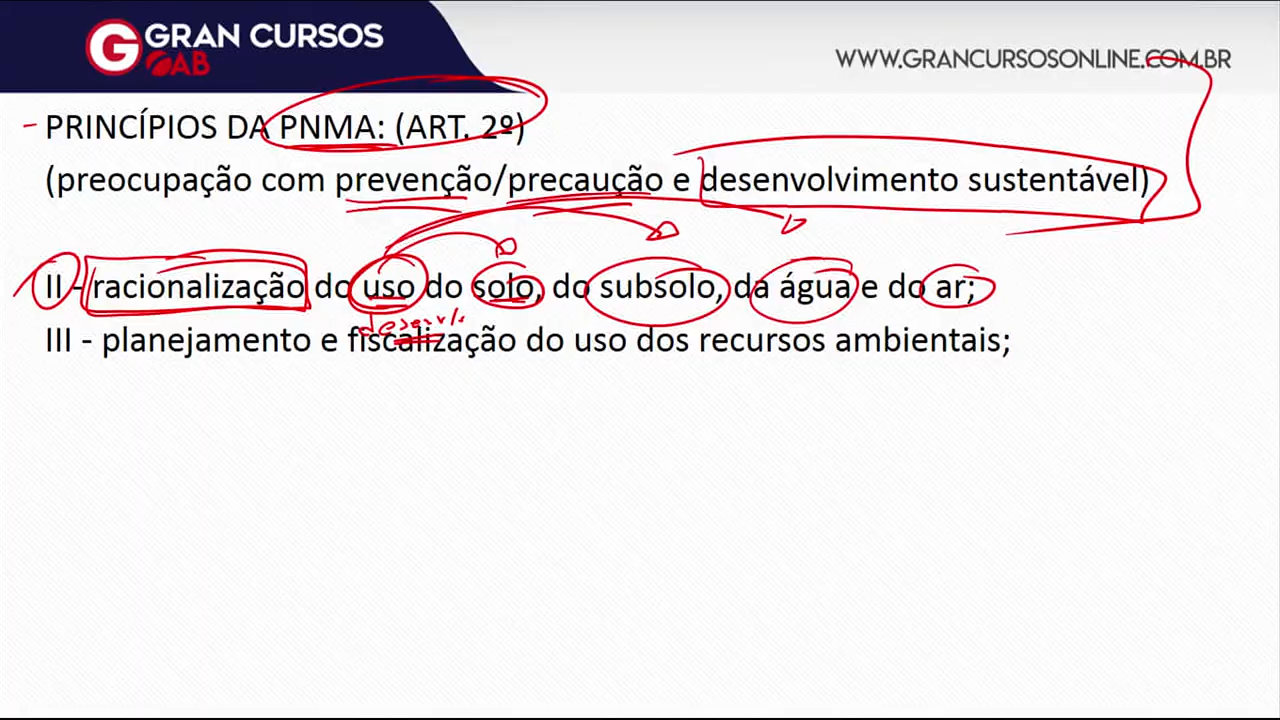 GRAN CURSOS
OAB
WWW.GRANCURSOSONLINE.COM.BR
PRINCÍPIOS DA PNMA: (ART. 2º)
(preocupação com prevenção/precaução e desenvolvimento sustentável)
II - racionalização do uso do solo, do subsolo, da água e do ar;
III - planejamento e fiscalização do uso dos recursos ambientais;